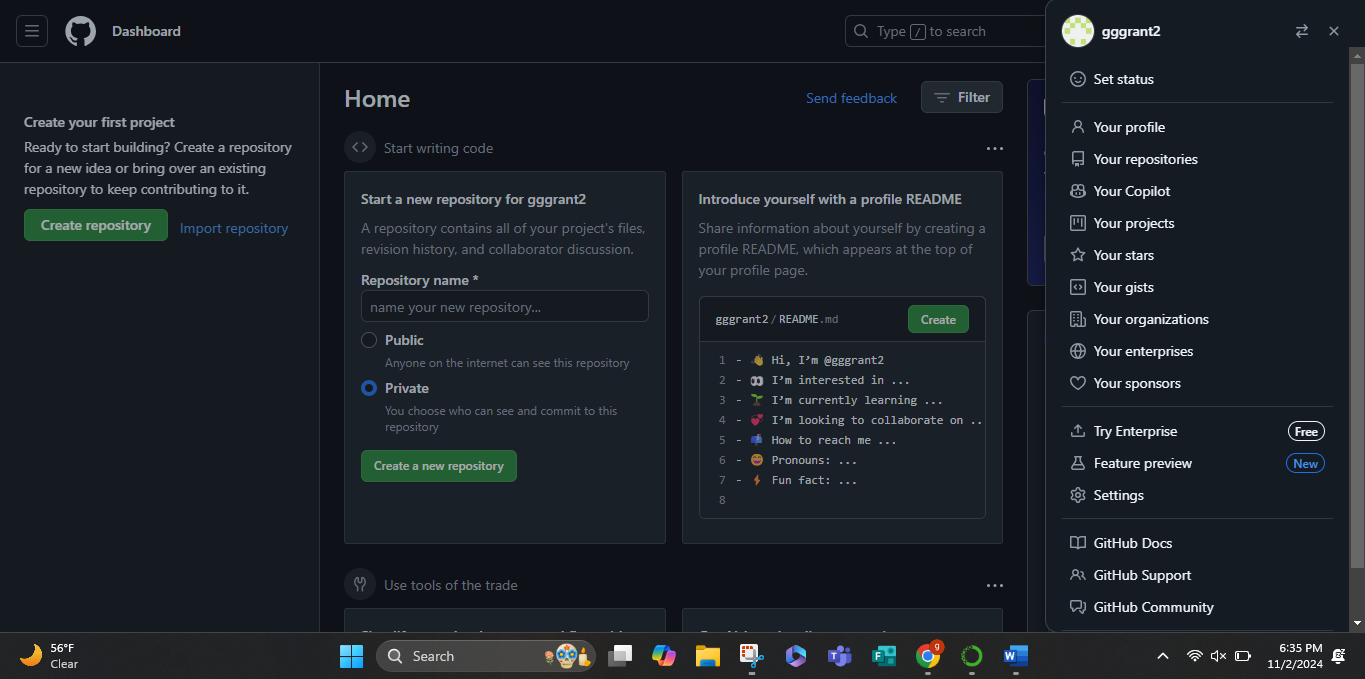 Dashboard
Type / to search
gggrant2
Set status
Your profile
Your repositories
Your Copilot
Your projects
Your stars
Your gists
Your organizations
Your enterprises
Your sponsors
Try Enterprise Free
Feature preview New
Settings
GitHub Docs
GitHub Support
GitHub Community
Create your first project
Ready to start building? Create a repository
for a new idea or bring over an existing
repository to keep contributing to it.
Create repository Import repository
Home
Send feedback
Filter
Start writing code
Start a new repository for gggrant2
A repository contains all of your project's files,
revision history, and collaborator discussion.
Repository name *
name your new repository...
Public
Anyone on the internet can see this repository
Private
You choose who can see and commit to this
repository
Create a new repository
Introduce yourself with a profile README
Share information about yourself by creating a
profile README, which appears at the top of
your profile page.
gggrant2/README.md
Create
1 - 👋 Hi, I'm @gggrant2
2 - 👀 I'm interested in ...
3 - 🌱 I'm currently learning ...
4 - 💞️ I'm looking to collaborate on ..
5 - 📫 How to reach me ...
6 - 😄 Pronouns: ...
7 - ⚡ Fun fact: ...
8
Use tools of the trade
56°F
Clear
Search
6:35 PM
11/2/2024